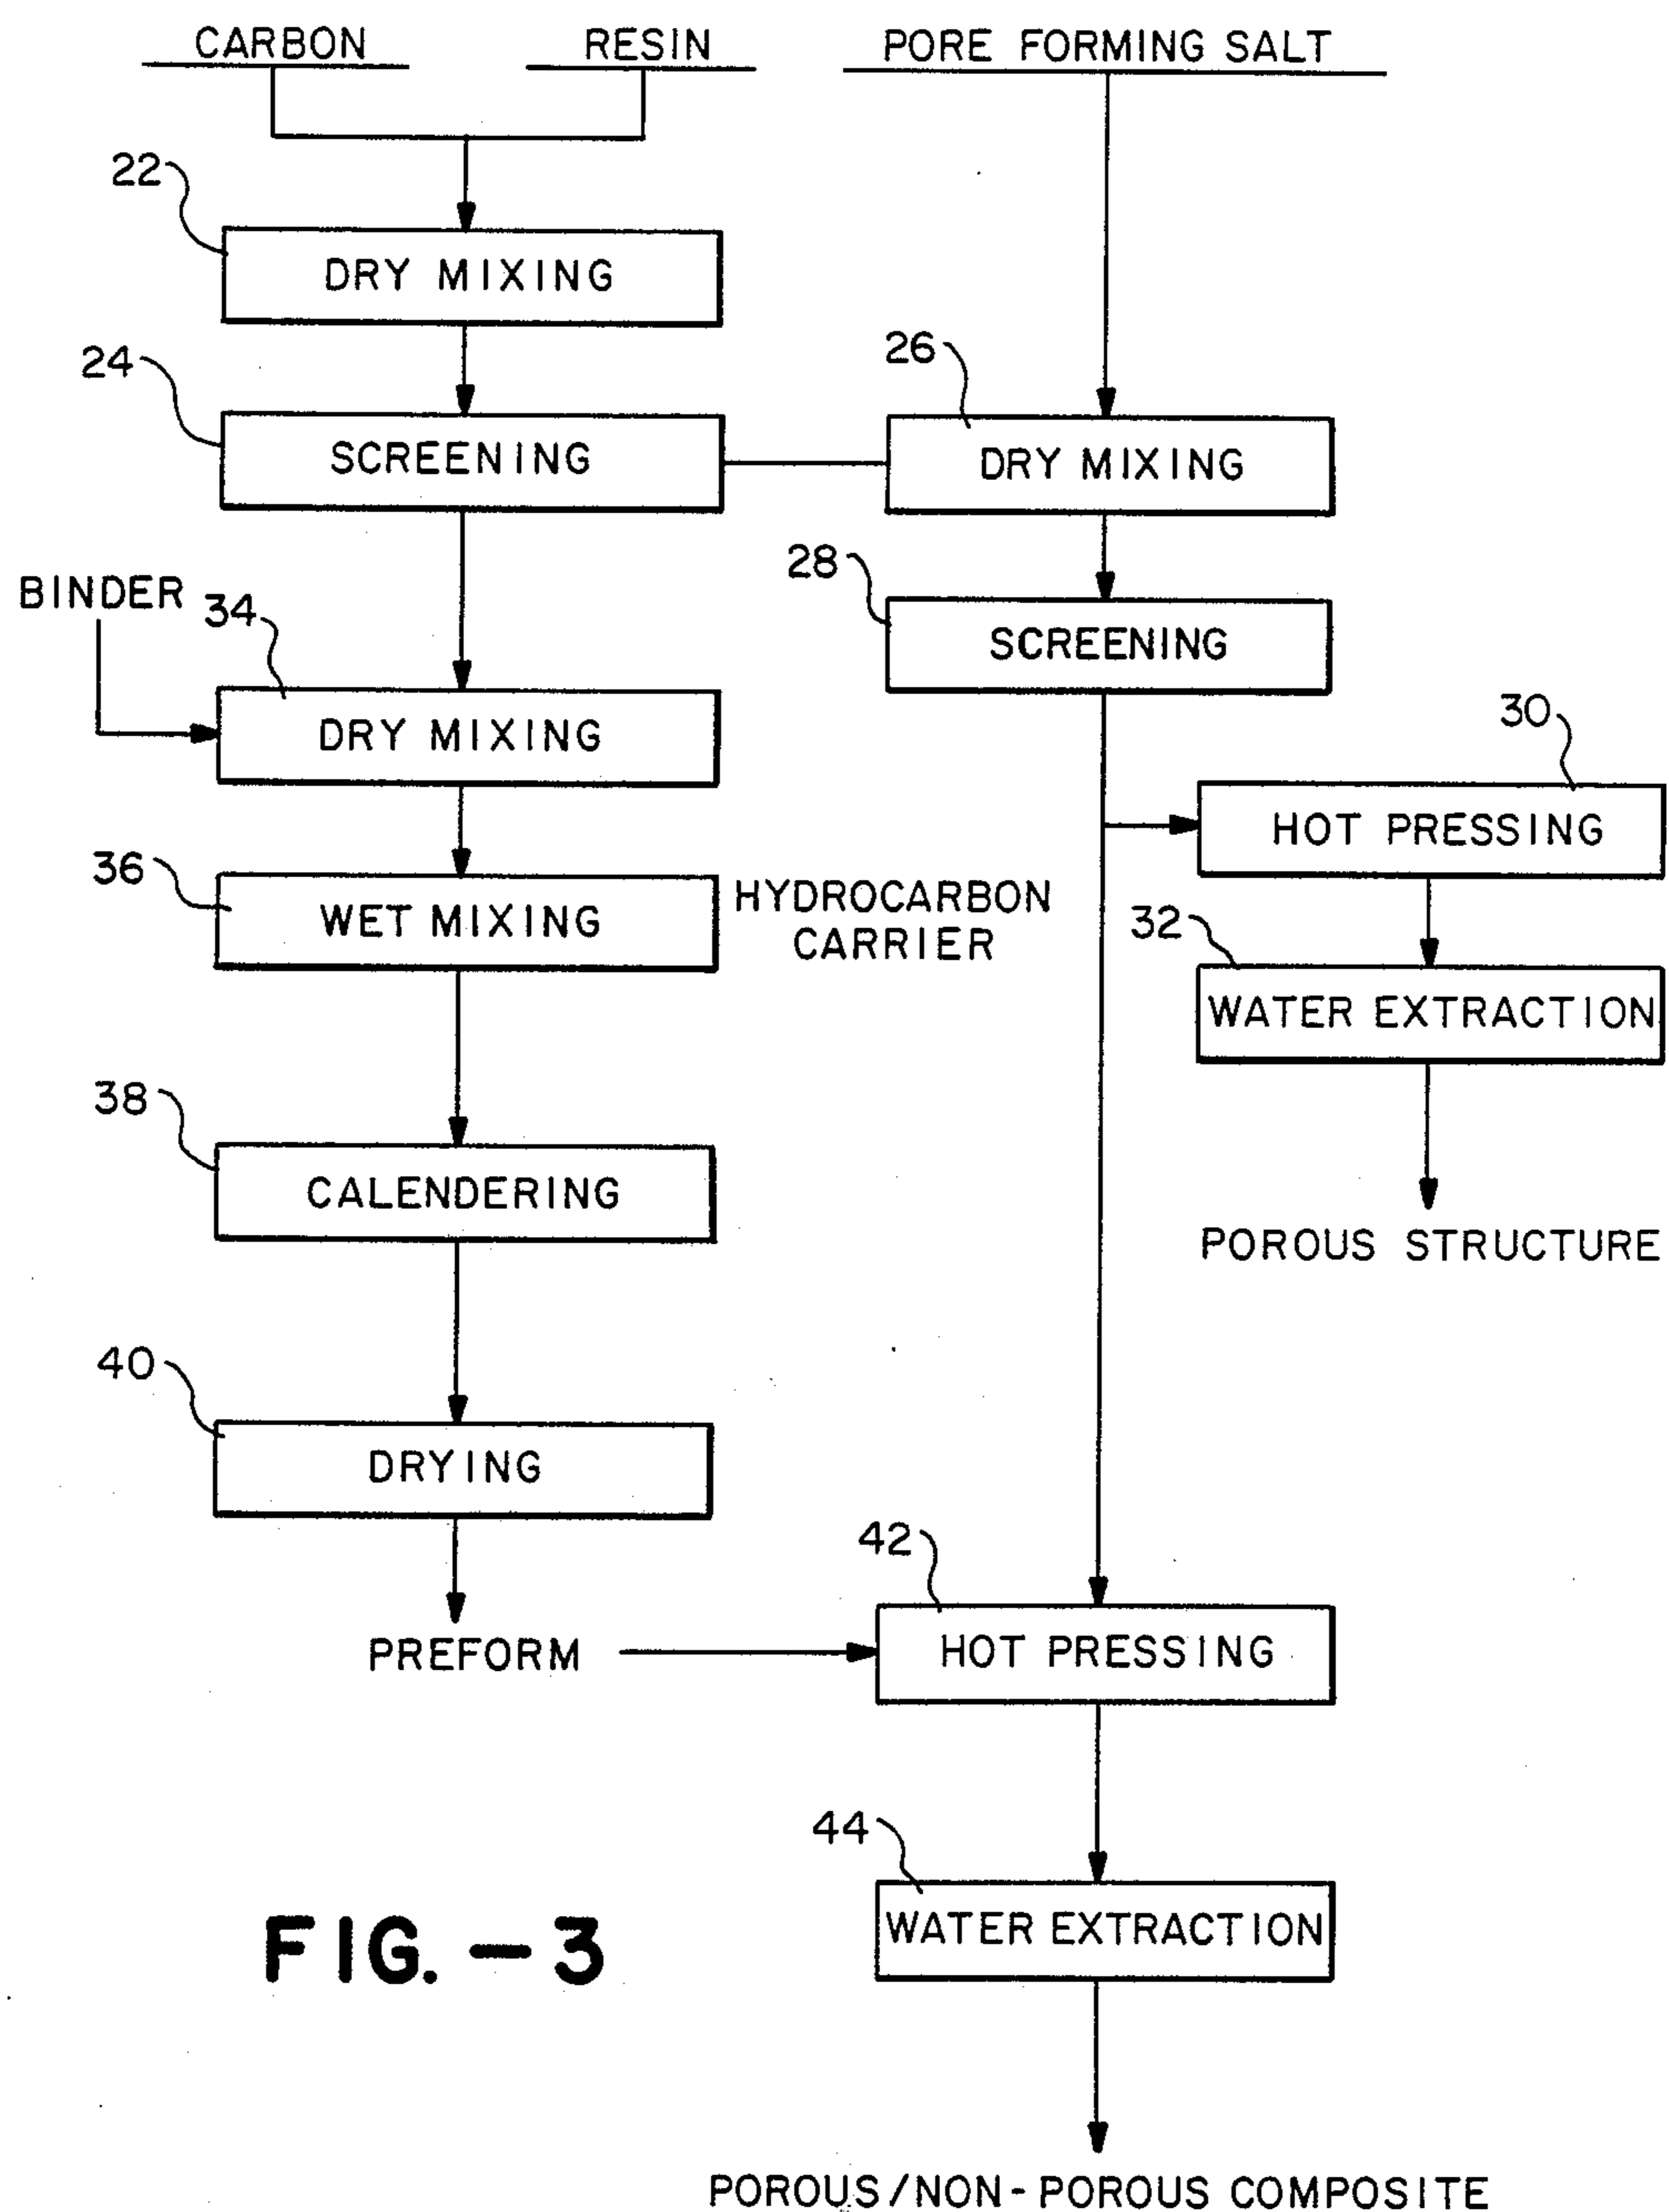 CARBON
RESIN
PORE FORMING SALT
22
DRY MIXING
24
SCREENING
26
DRY MIXING
28
SCREENING
BINDER
34
DRY MIXING
30
HOT PRESSING
36
WET MIXING
HYDROCARBON
CARRIER
32
WATER EXTRACTION
38
CALENDERING
POROUS STRUCTURE
40
DRYING
PREFORM
42
HOT PRESSING
44
WATER EXTRACTION
FIG.-3
POROUS/NON-POROUS COMPOSITE